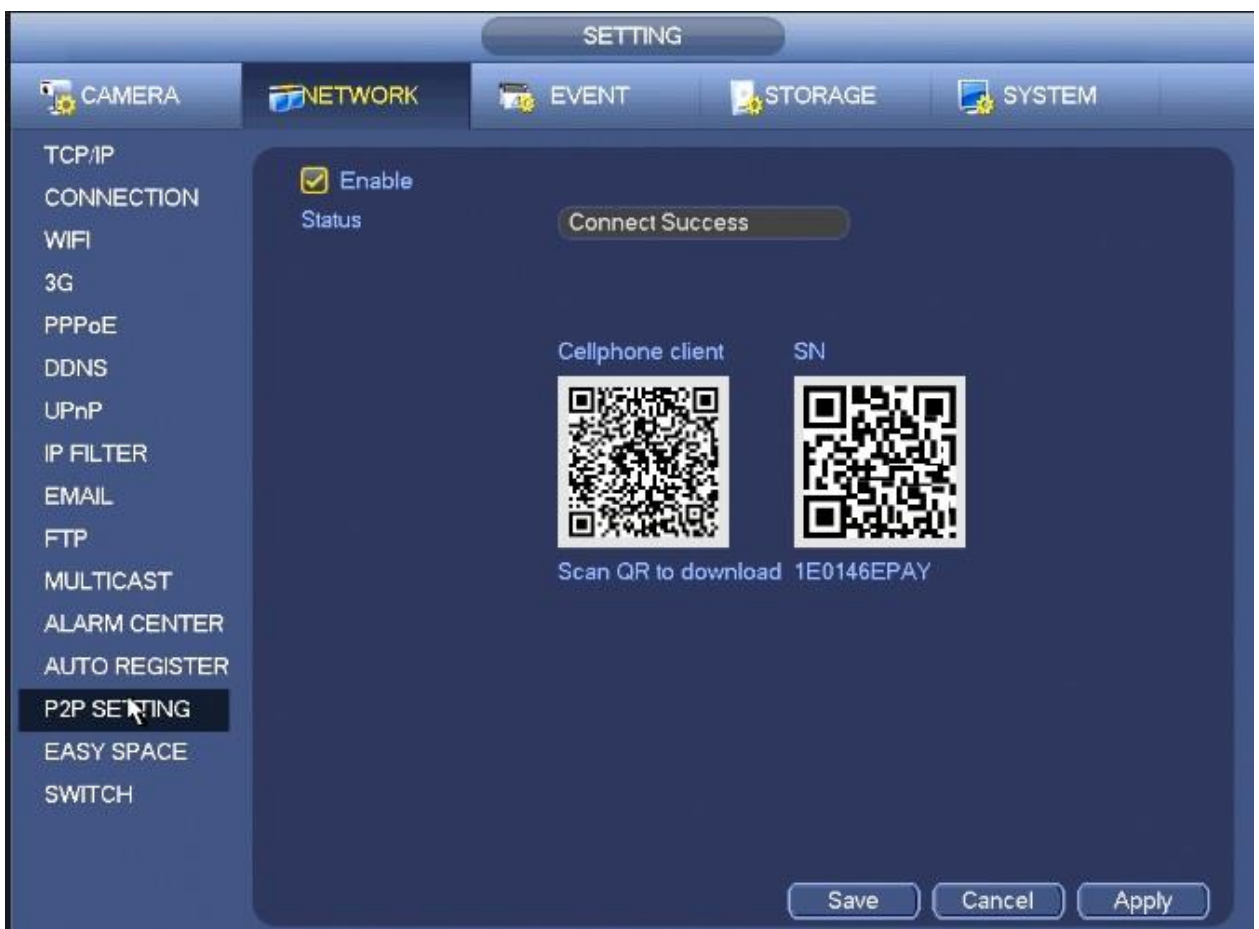 SETTING
CAMERA NETWORK EVENT STORAGE SYSTEM
TCP/IP
CONNECTION
WIFI
3G
PPPoE
DDNS
UPnP
IP FILTER
EMAIL
FTP
MULTICAST
ALARM CENTER
AUTO REGISTER
P2P SETTING
EASY SPACE
SWITCH
Enable
Status Connect Success
Cellphone client SN
Scan QR to download 1E0146EPAY
Save Cancel Apply